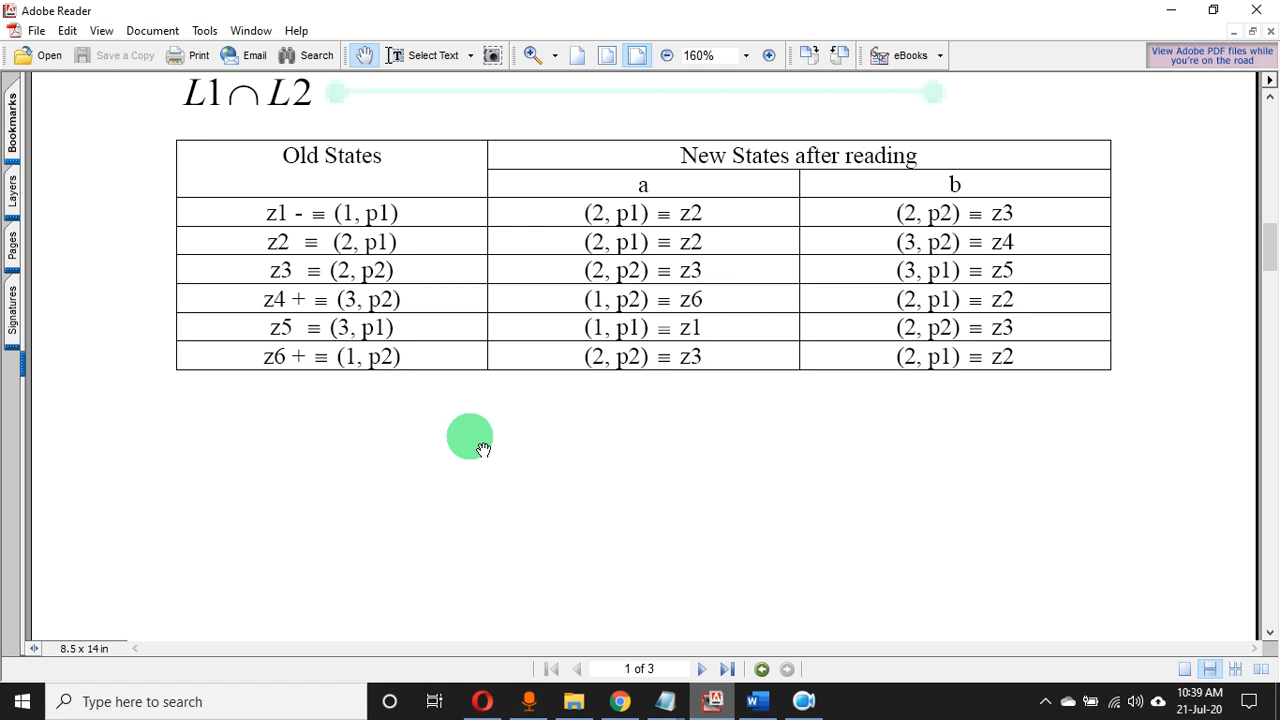 Adobe Reader
File Edit View Document Tools Window Help
Open Save a Copy Print Email Search Select Text 160% eBooks View Adobe PDF files while
you're on the road
Bookmarks
Layers
Pages
Signatures
L1 ∩ L2
Old States New States after reading
a b
z1 - ≡ (1, p1) (2, p1) ≡ z2 (2, p2) ≡ z3
z2 ≡ (2, p1) (2, p1) ≡ z2 (3, p2) ≡ z4
z3 ≡ (2, p2) (2, p2) ≡ z3 (3, p1) ≡ z5
z4 + ≡ (3, p2) (1, p2) ≡ z6 (2, p1) ≡ z2
z5 ≡ (3, p1) (1, p1) ≡ z1 (2, p2) ≡ z3
z6 + ≡ (1, p2) (2, p2) ≡ z3 (2, p1) ≡ z2
8.5 x 14 in
1 of 3
Type here to search
10:39 AM
21-Jul-20